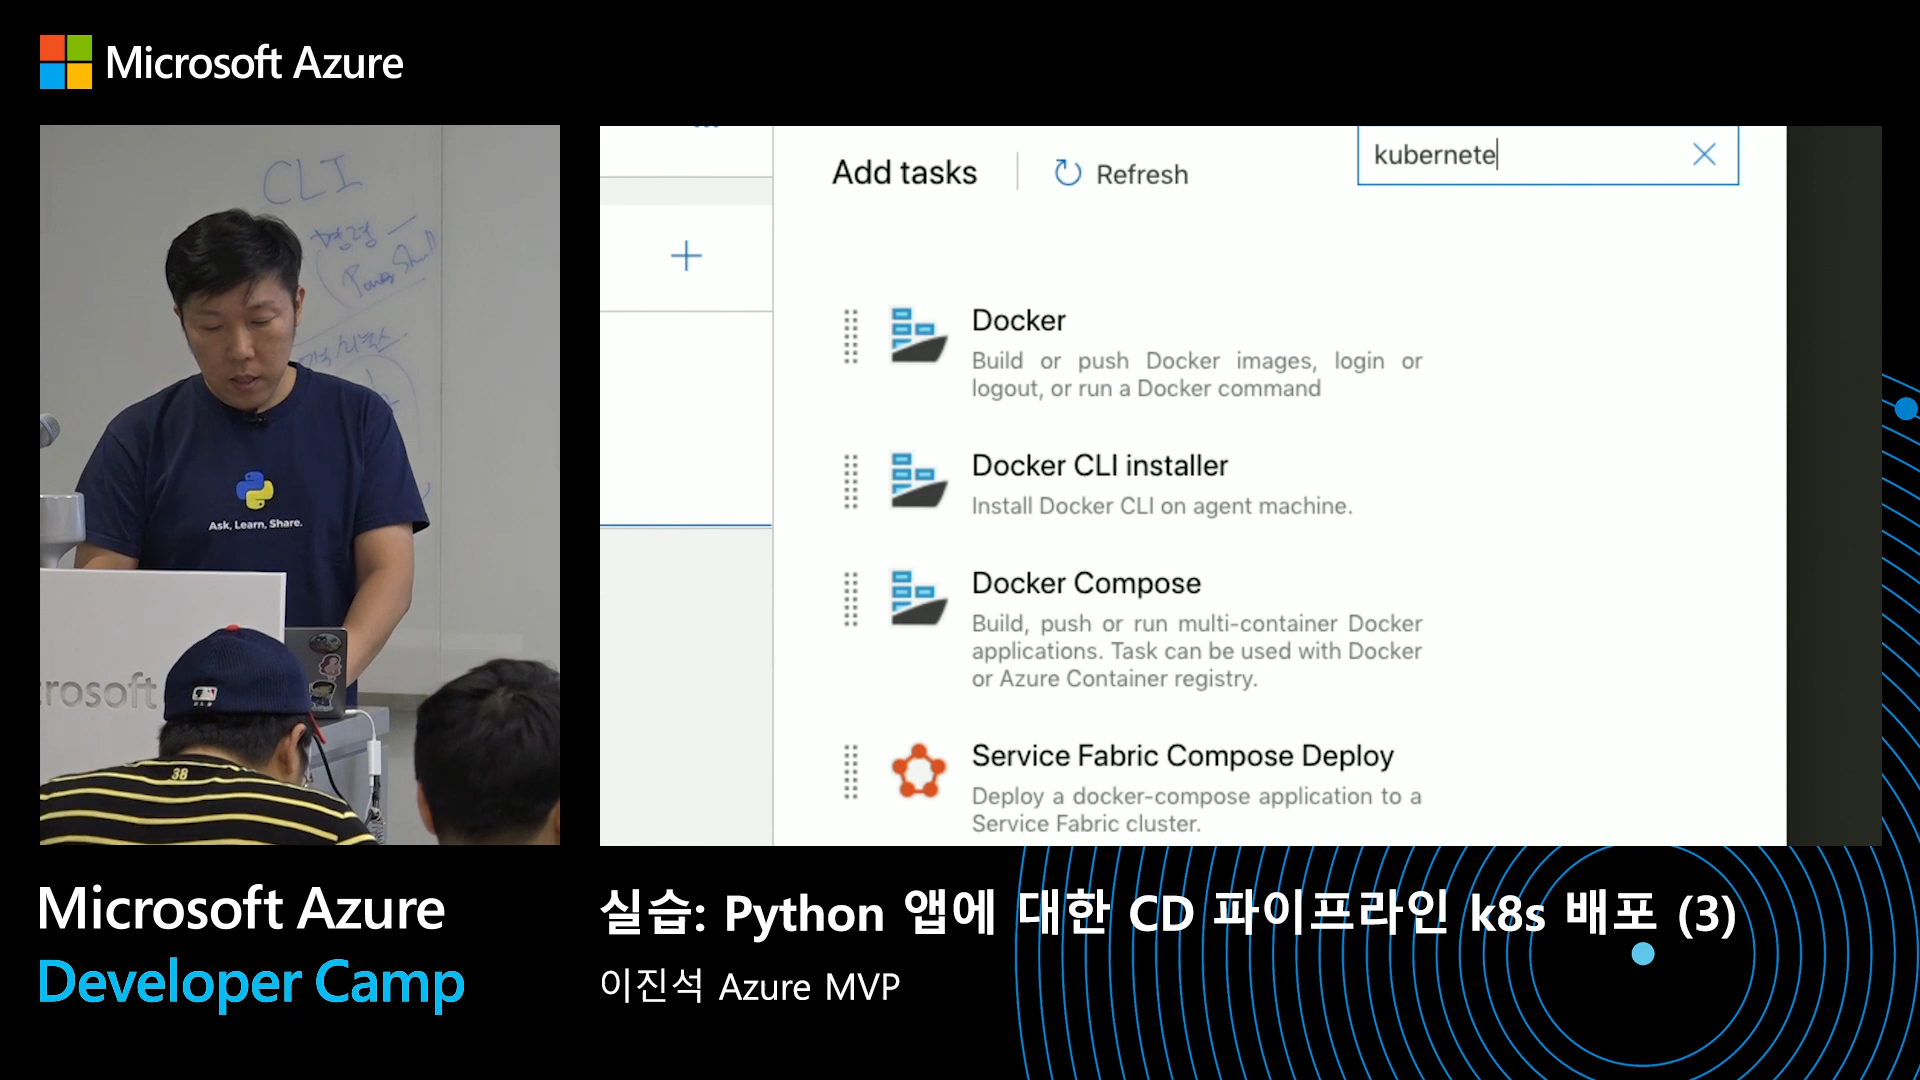 Microsoft Azure
CLI
명령
38
Ask, Learn, Share.
crosoft
Add tasks
Refresh
kubernete
Docker
Build or push Docker images, login or
logout, or run a Docker command
Docker CLI installer
Install Docker CLI on agent machine.
Docker Compose
Build, push or run multi-container Docker
applications. Task can be used with Docker
or Azure Container registry.
Service Fabric Compose Deploy
Deploy a docker-compose application to a
Service Fabric cluster.
Microsoft Azure
Developer Camp
실습: Python 앱에 대한 CD 파이프라인 k8s 배포 (3)
이진석 Azure MVP